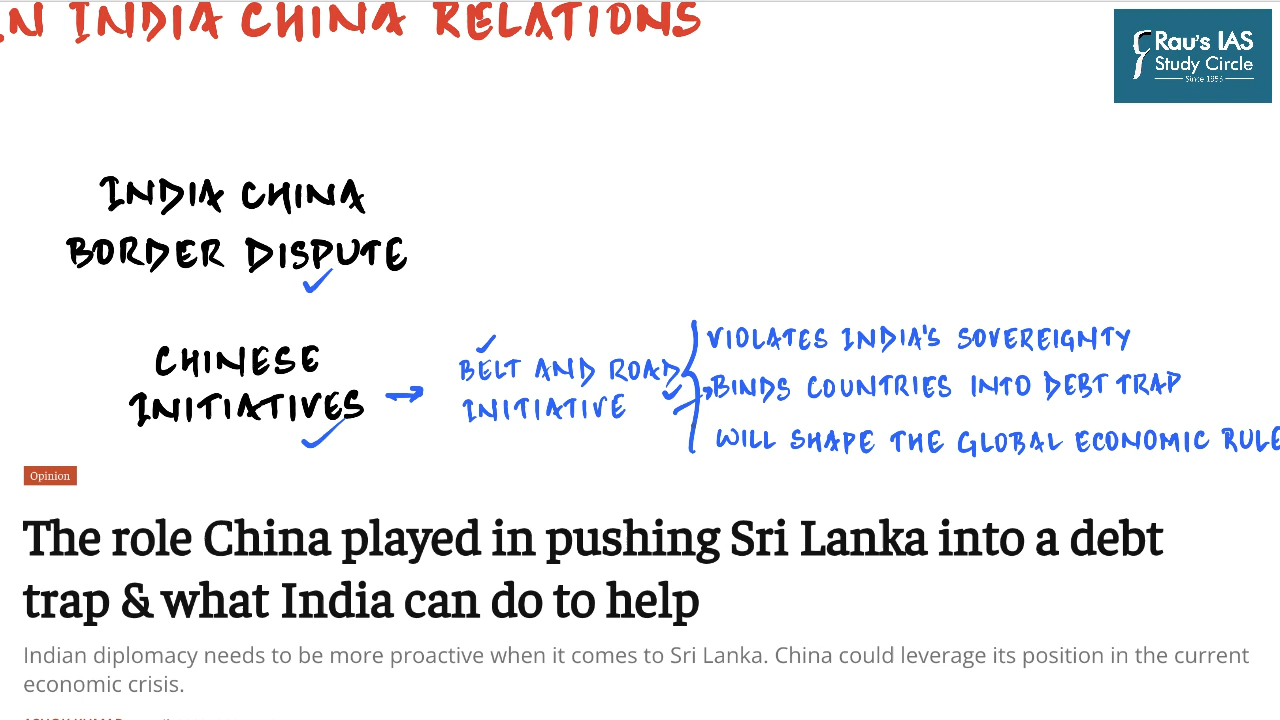 N INDIA CHINA RELATIONS
Rau's IAS
Study Circle
Since 1953
INDIA CHINA
BORDER DISPUTE
CHINESE
INITIATIVES
BELT AND ROAD
INITIATIVE
VIOLATES INDIA'S SOVEREIGNTY
BINDS COUNTRIES INTO DEBT TRAP
WILL SHAPE THE GLOBAL ECONOMIC RULE
Opinion
The role China played in pushing Sri Lanka into a debt
trap & what India can do to help
Indian diplomacy needs to be more proactive when it comes to Sri Lanka. China could leverage its position in the current
economic crisis.